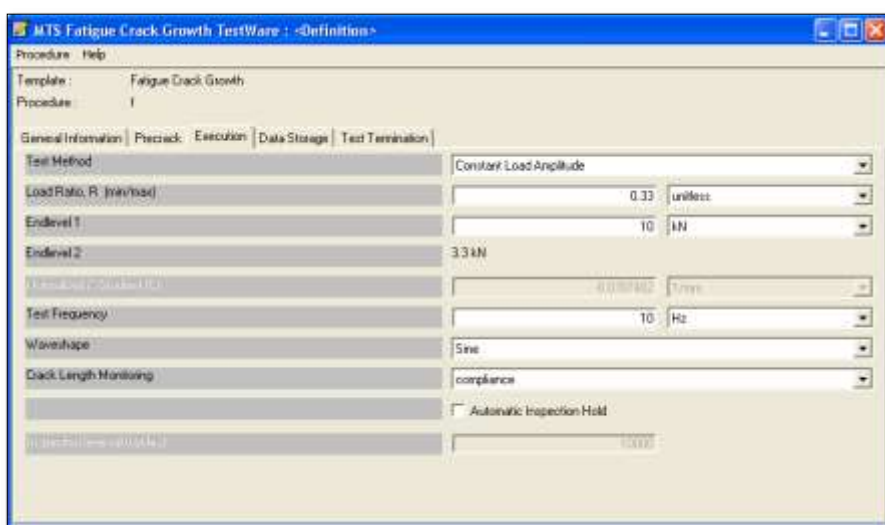 MTS Fatigue Crack Growth TestWare : <Definition>
Procedure Help
Template : Fatigue Crack Growth
Procedure : f
General Information Precrack Execution Data Storage Test Termination
Test Method Constant Load Amplitude
Load Ratio, R (min/max) 0.33 unitless
Endlevel 1 10 kN
Endlevel 2 3.3 kN
1/mm
Test Frequency 10 Hz
Waveshape Sine
Crack Length Monitoring compliance
Automatic Inspection Hold
10000